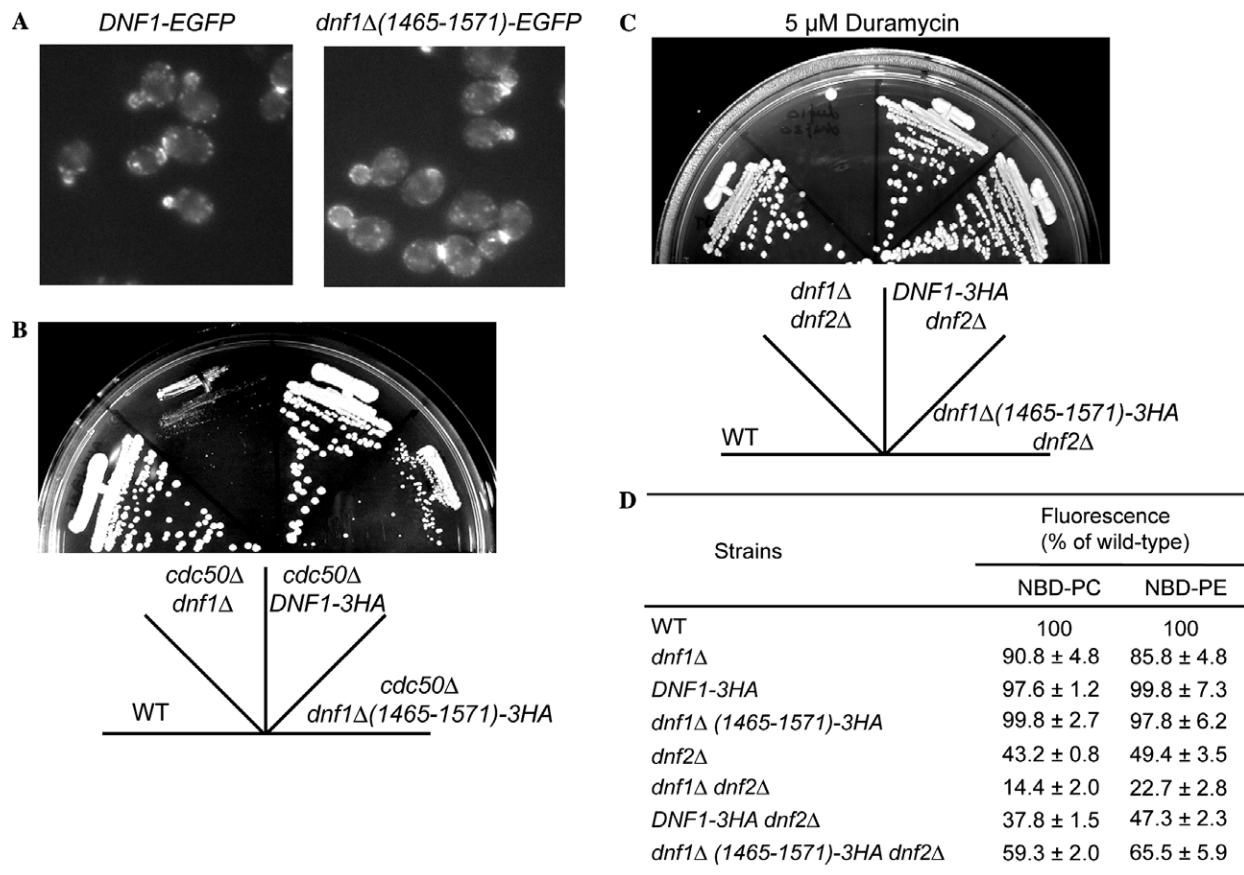 A
DNF1-EGFP
dnf1Δ(1465-1571)-EGFP
B
cdc50Δ
dnf1Δ
cdc50Δ
DNF1-3HA
WT
cdc50Δ
dnf1Δ(1465-1571)-3HA
C
5 µM Duramycin
dnf1Δ
dnf2Δ
dnf1Δ
dnf2Δ
DNF1-3HA
dnf2Δ
WT
dnf1Δ(1465-1571)-3HA
dnf2Δ
D
Strains
Fluorescence
(% of wild-type)
NBD-PC NBD-PE
WT 100 100
dnf1Δ 90.8 ± 4.8 85.8 ± 4.8
DNF1-3HA 97.6 ± 1.2 99.8 ± 7.3
dnf1Δ (1465-1571)-3HA 99.8 ± 2.7 97.8 ± 6.2
dnf2Δ 43.2 ± 0.8 49.4 ± 3.5
dnf1Δ dnf2Δ 14.4 ± 2.0 22.7 ± 2.8
DNF1-3HA dnf2Δ 37.8 ± 1.5 47.3 ± 2.3
dnf1Δ (1465-1571)-3HA dnf2Δ 59.3 ± 2.0 65.5 ± 5.9